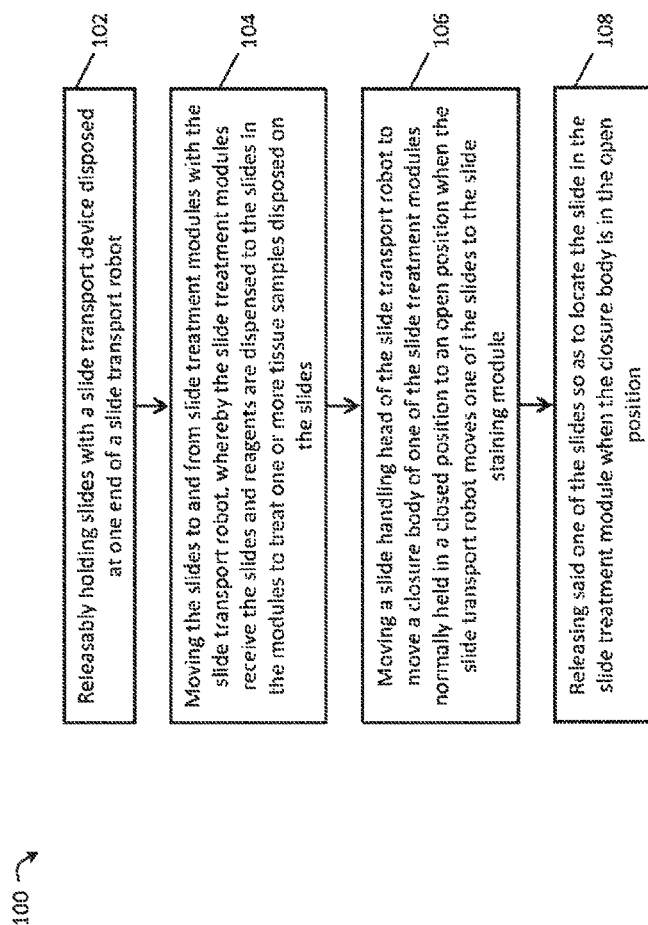 100
102
Releasably holding slides with a slide transport device disposed
at one end of a slide transport robot
104
Moving the slides to and from slide treatment modules with the
slide transport robot, whereby the slide treatment modules
receive the slides and reagents are dispensed to the slides in
the modules to treat one or more tissue samples disposed on
the slides
106
Moving a slide handling head of the slide transport robot to
move a closure body of one of the slide treatment modules
normally held in a closed position to an open position when the
slide transport robot moves one of the slides to the slide
staining module
108
Releasing said one of the slides so as to locate the slide in the
slide treatment module when the closure body is in the open
position